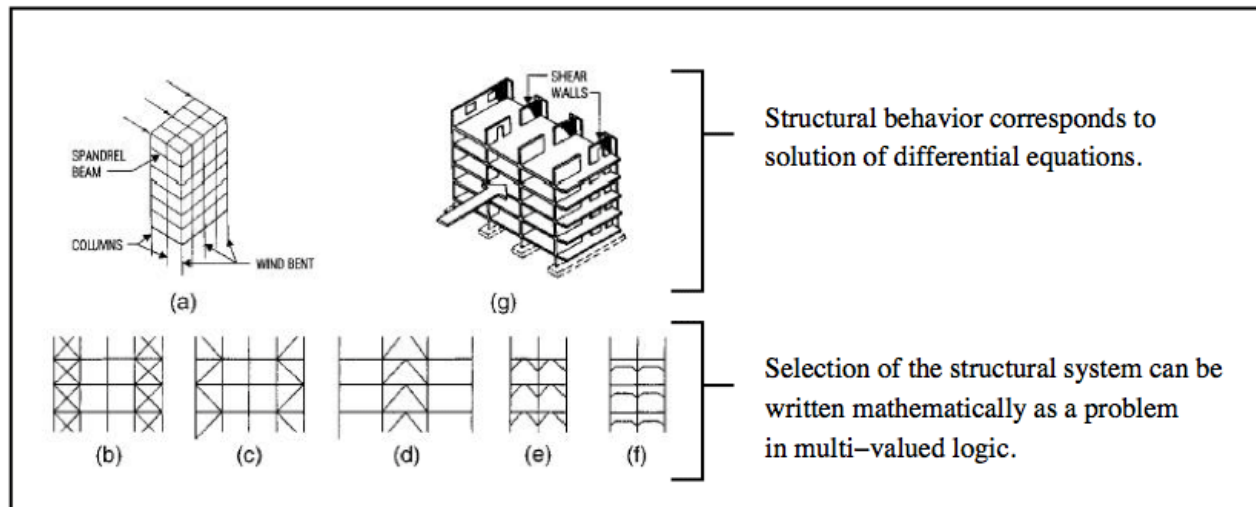 SHEAR
WALLS
SPANDREL
BEAM
COLUMNS
WIND BENT
(a)
(g)
Structural behavior corresponds to
solution of differential equations.
(b)
(c)
(d)
(e)
(f)
Selection of the structural system can be
written mathematically as a problem
in multi–valued logic.